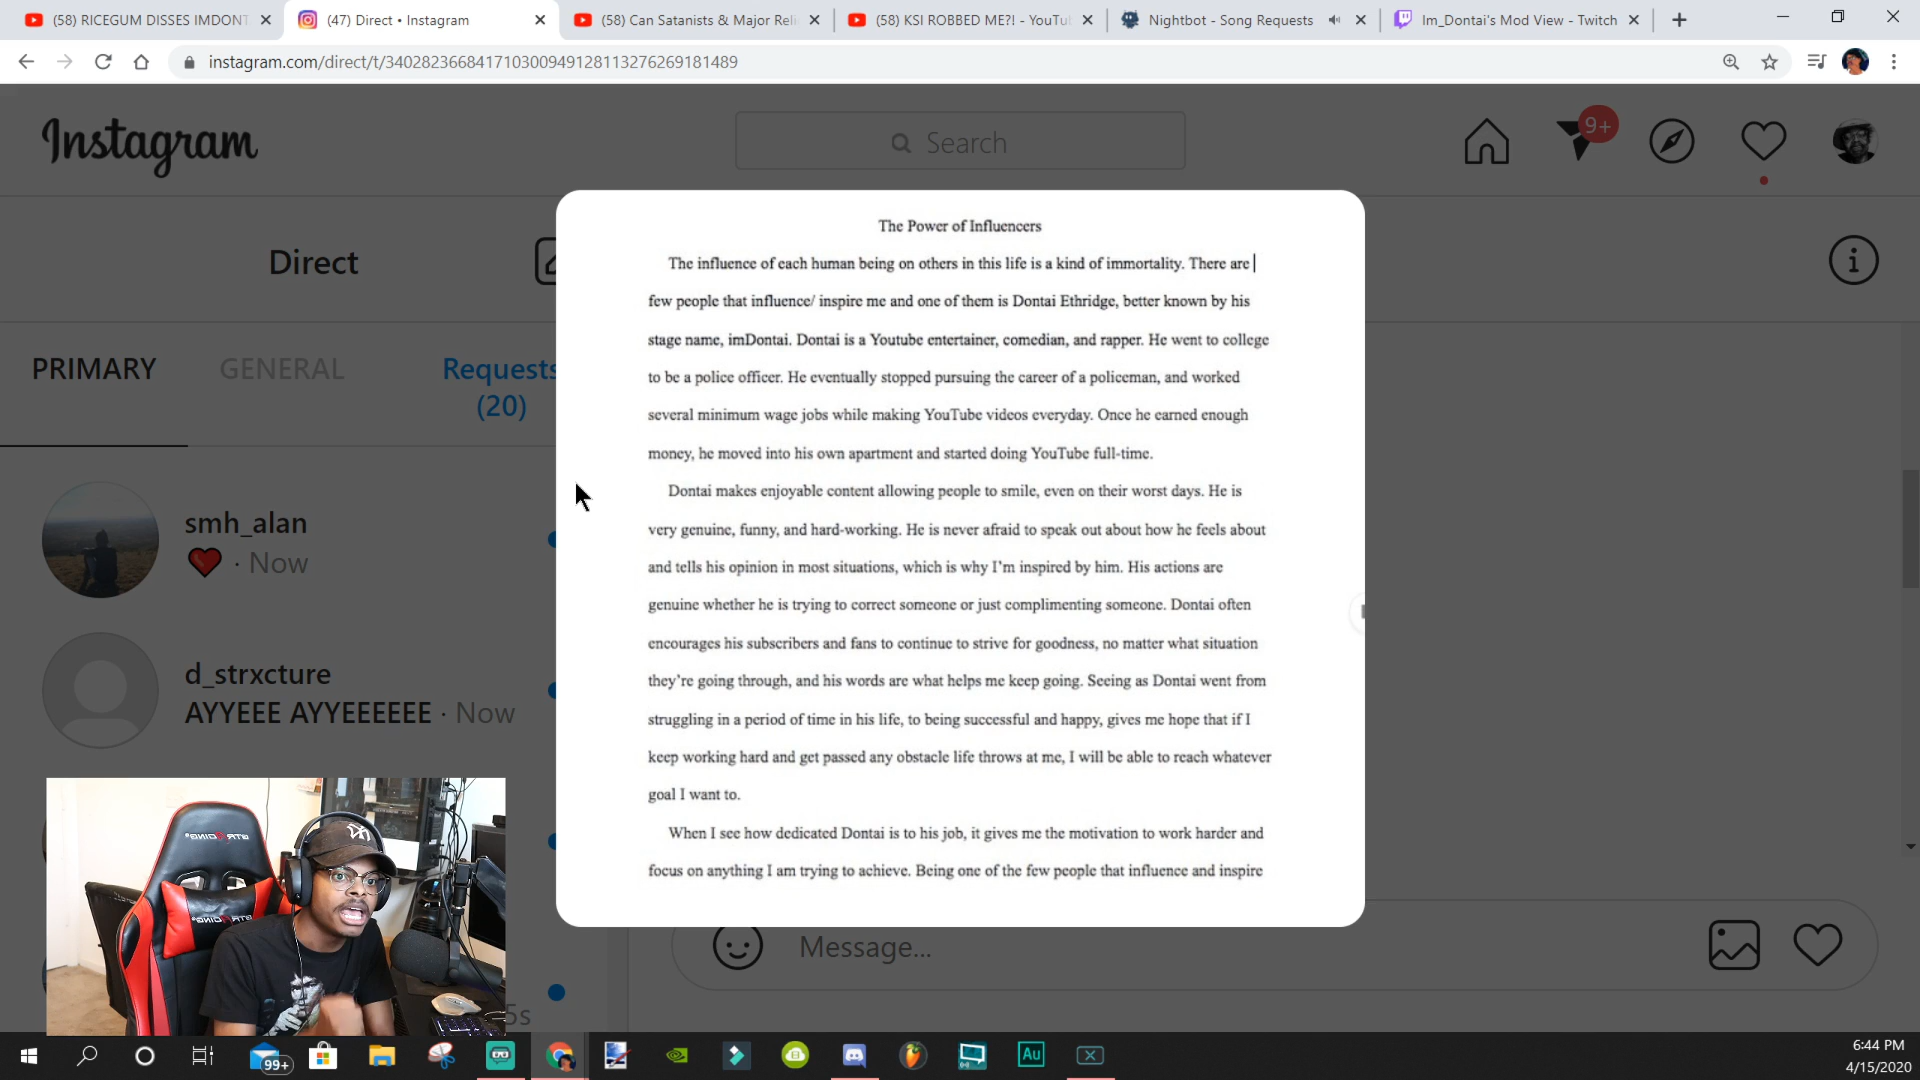 (58) RICEGUM DISSES IMDONT
(47) Direct • Instagram
(58) Can Satanists & Major Reli
(58) KSI ROBBED ME?! - YouTu
Nightbot - Song Requests
Im_Dontai's Mod View - Twitch
instagram.com/direct/t/340282366841710300949128113276269181489
Instagram
Search
9+
Direct
PRIMARY
GENERAL
Requests
(20)
smh_alan
❤️ · Now
d_strxcture
AYYEEE AYYEEEEEE · Now
5s
The Power of Influencers
The influence of each human being on others in this life is a kind of immortality. There are
few people that influence/ inspire me and one of them is Dontai Ethridge, better known by his
stage name, imDontai. Dontai is a Youtube entertainer, comedian, and rapper. He went to college
to be a police officer. He eventually stopped pursuing the career of a policeman, and worked
several minimum wage jobs while making YouTube videos everyday. Once he earned enough
money, he moved into his own apartment and started doing YouTube full-time.
Dontai makes enjoyable content allowing people to smile, even on their worst days. He is
very genuine, funny, and hard-working. He is never afraid to speak out about how he feels about
and tells his opinion in most situations, which is why I'm inspired by him. His actions are
genuine whether he is trying to correct someone or just complimenting someone. Dontai often
encourages his subscribers and fans to continue to strive for goodness, no matter what situation
they're going through, and his words are what helps me keep going. Seeing as Dontai went from
struggling in a period of time in his life, to being successful and happy, gives me hope that if I
keep working hard and get passed any obstacle life throws at me, I will be able to reach whatever
goal I want to.
When I see how dedicated Dontai is to his job, it gives me the motivation to work harder and
focus on anything I am trying to achieve. Being one of the few people that influence and inspire
Message...
99+
Au
6:44 PM
4/15/2020